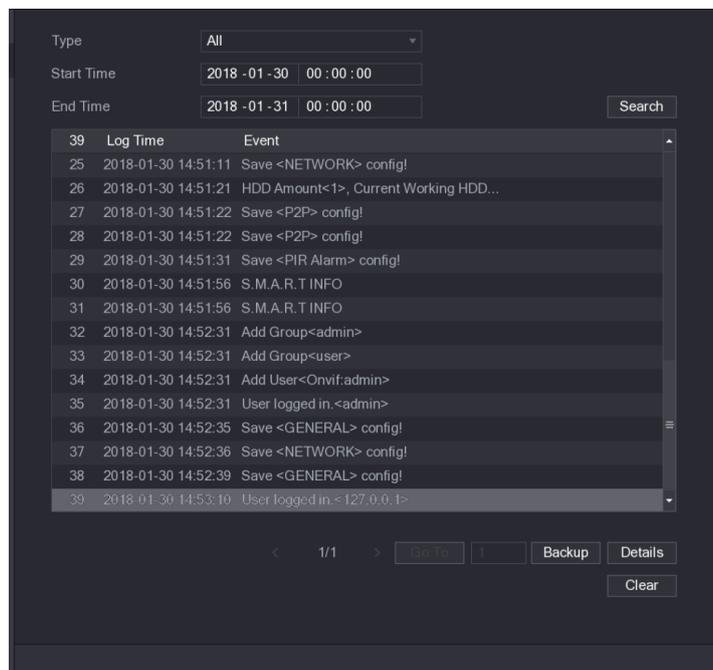 Type All
Start Time 2018 -01 -30 00 : 00 : 00
End Time 2018 -01 -31 00 : 00 : 00 Search
39 Log Time Event
25 2018-01-30 14:51:11 Save <NETWORK> config!
26 2018-01-30 14:51:21 HDD Amount<1>, Current Working HDD...
27 2018-01-30 14:51:22 Save <P2P> config!
28 2018-01-30 14:51:22 Save <P2P> config!
29 2018-01-30 14:51:31 Save <PIR Alarm> config!
30 2018-01-30 14:51:56 S.M.A.R.T INFO
31 2018-01-30 14:51:56 S.M.A.R.T INFO
32 2018-01-30 14:52:31 Add Group<admin>
33 2018-01-30 14:52:31 Add Group<user>
34 2018-01-30 14:52:31 Add User<Onvif:admin>
35 2018-01-30 14:52:31 User logged in.<admin>
36 2018-01-30 14:52:35 Save <GENERAL> config!
37 2018-01-30 14:52:36 Save <NETWORK> config!
38 2018-01-30 14:52:39 Save <GENERAL> config!
39 2018-01-30 14:53:10 User logged in.<127.0.0.1>
< 1/1 > Go To 1 Backup Details
Clear